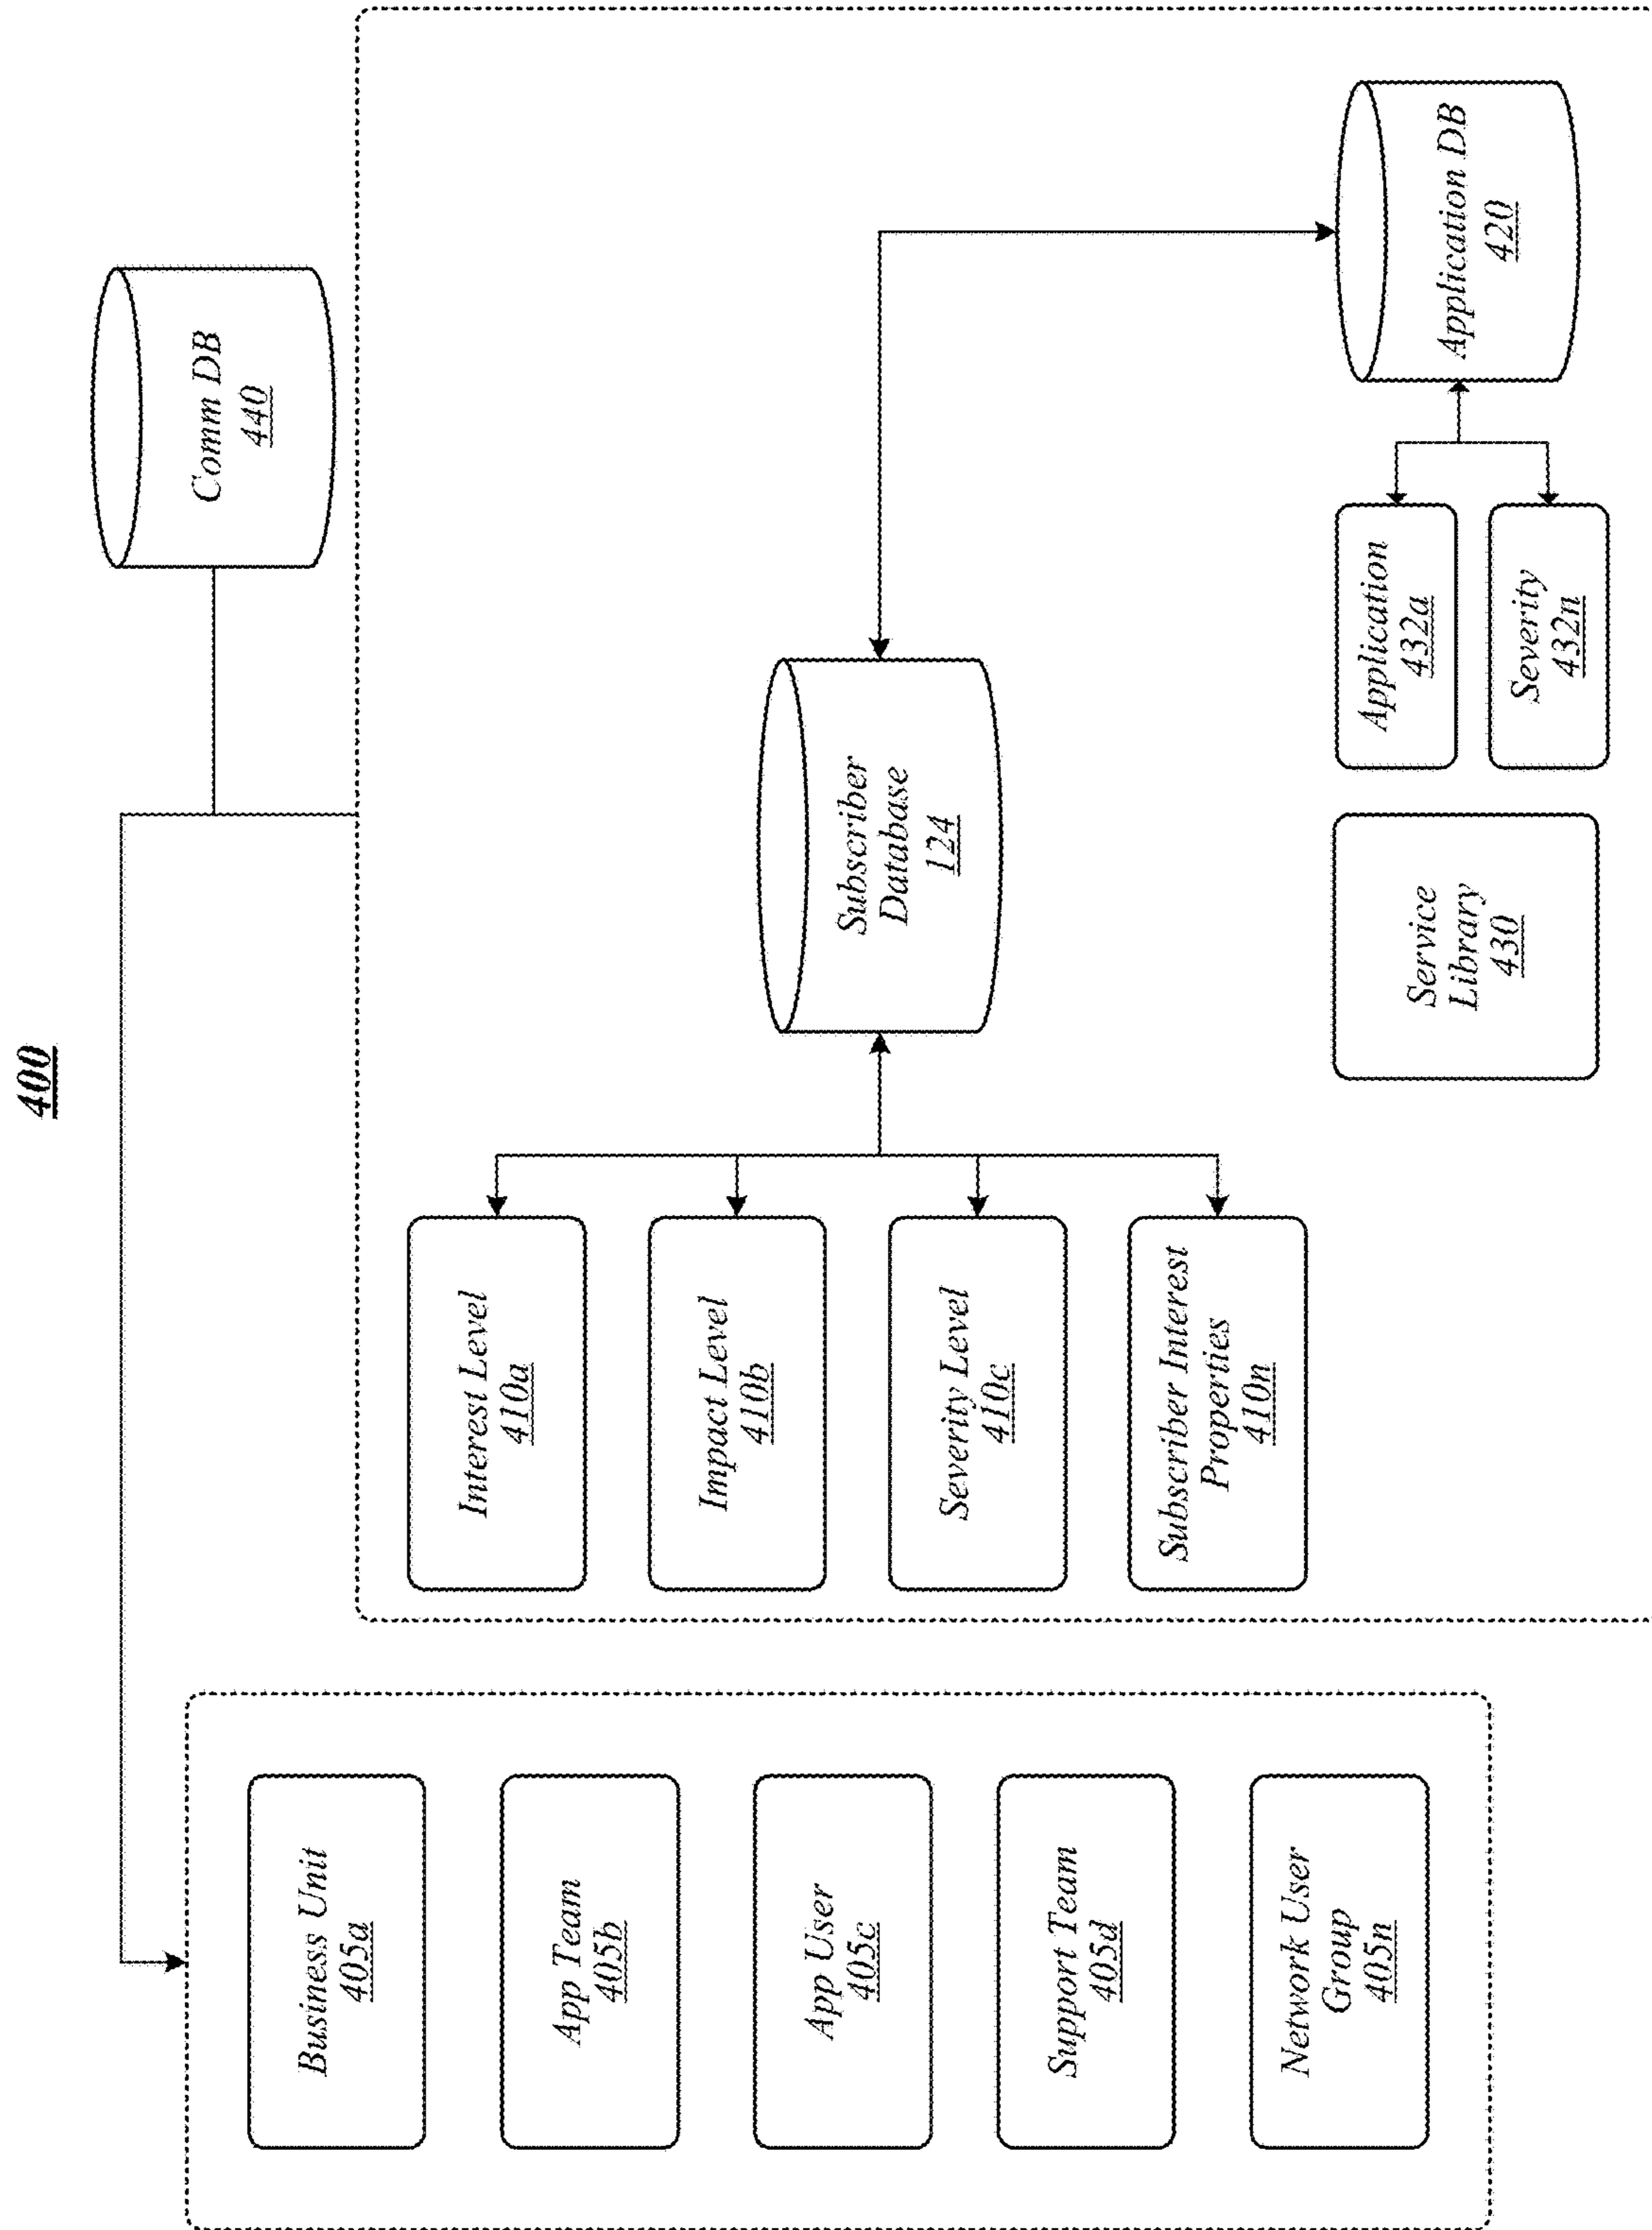 400
Business Unit
405a
App Team
405b
App User
405c
Support Team
405d
Network User
Group
405n
Interest Level
410a
Impact Level
410b
Severity Level
410c
Subscriber Interest
Properties
410n
Subscriber
Database
124
Comm DB
440
Service
Library
430
Application
432a
Severity
432n
Application DB
420